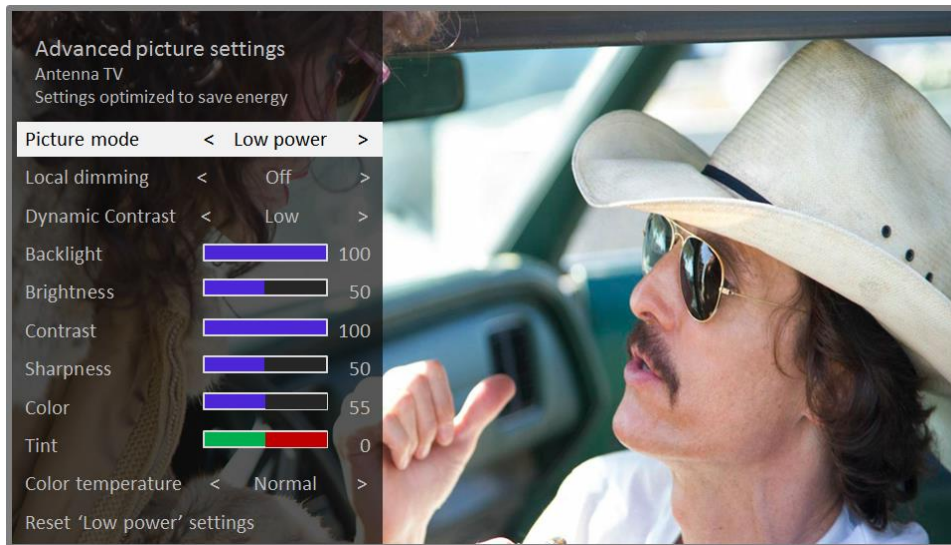 Advanced picture settings
Antenna TV
Settings optimized to save energy
Picture mode < Low power >
Local dimming < Off >
Dynamic Contrast < Low >
Backlight 100
Brightness 50
Contrast 100
Sharpness 50
Color 55
Tint 0
Color temperature < Normal >
Reset ‘Low power’ settings